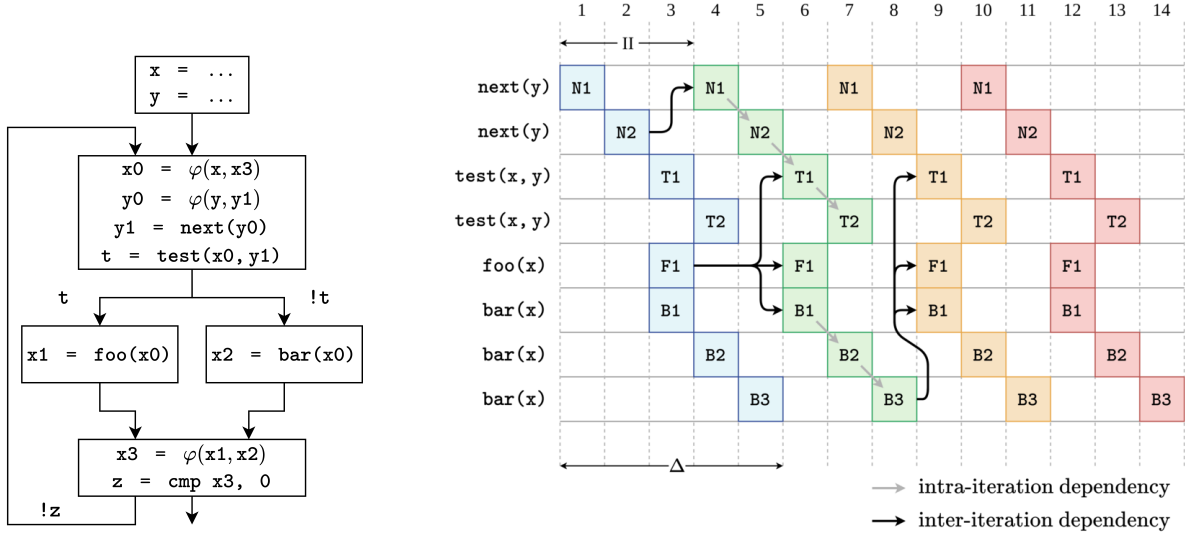 x = ...
y = ...
x0 = φ(x,x3)
y0 = φ(y,y1)
y1 = next(y0)
t = test(x0,y1)
t
!t
x1 = foo(x0)
x2 = bar(x0)
x3 = φ(x1,x2)
z = cmp x3, 0
!z
1 2 3 4 5 6 7 8 9 10 11 12 13 14
II
next(y) N1 N1 N1 N1
next(y) N2 N2 N2 N2
test(x,y) T1 T1 T1 T1
test(x,y) T2 T2 T2 T2
foo(x) F1 F1 F1 F1
bar(x) B1 B1 B1 B1
bar(x) B2 B2 B2 B2
bar(x) B3 B3 B3 B3
Δ
intra-iteration dependency
inter-iteration dependency